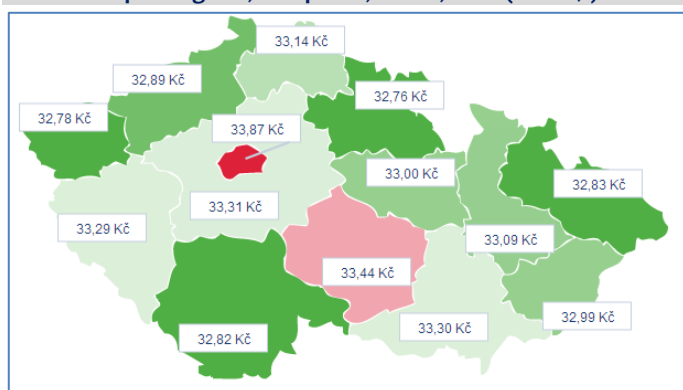 33,14 Kč
32,89 Kč
32,76 Kč
32,78 Kč
33,87 Kč
33,00 Kč
32,83 Kč
33,31 Kč
33,29 Kč
33,09 Kč
33,44 Kč
32,99 Kč
33,30 Kč
32,82 Kč